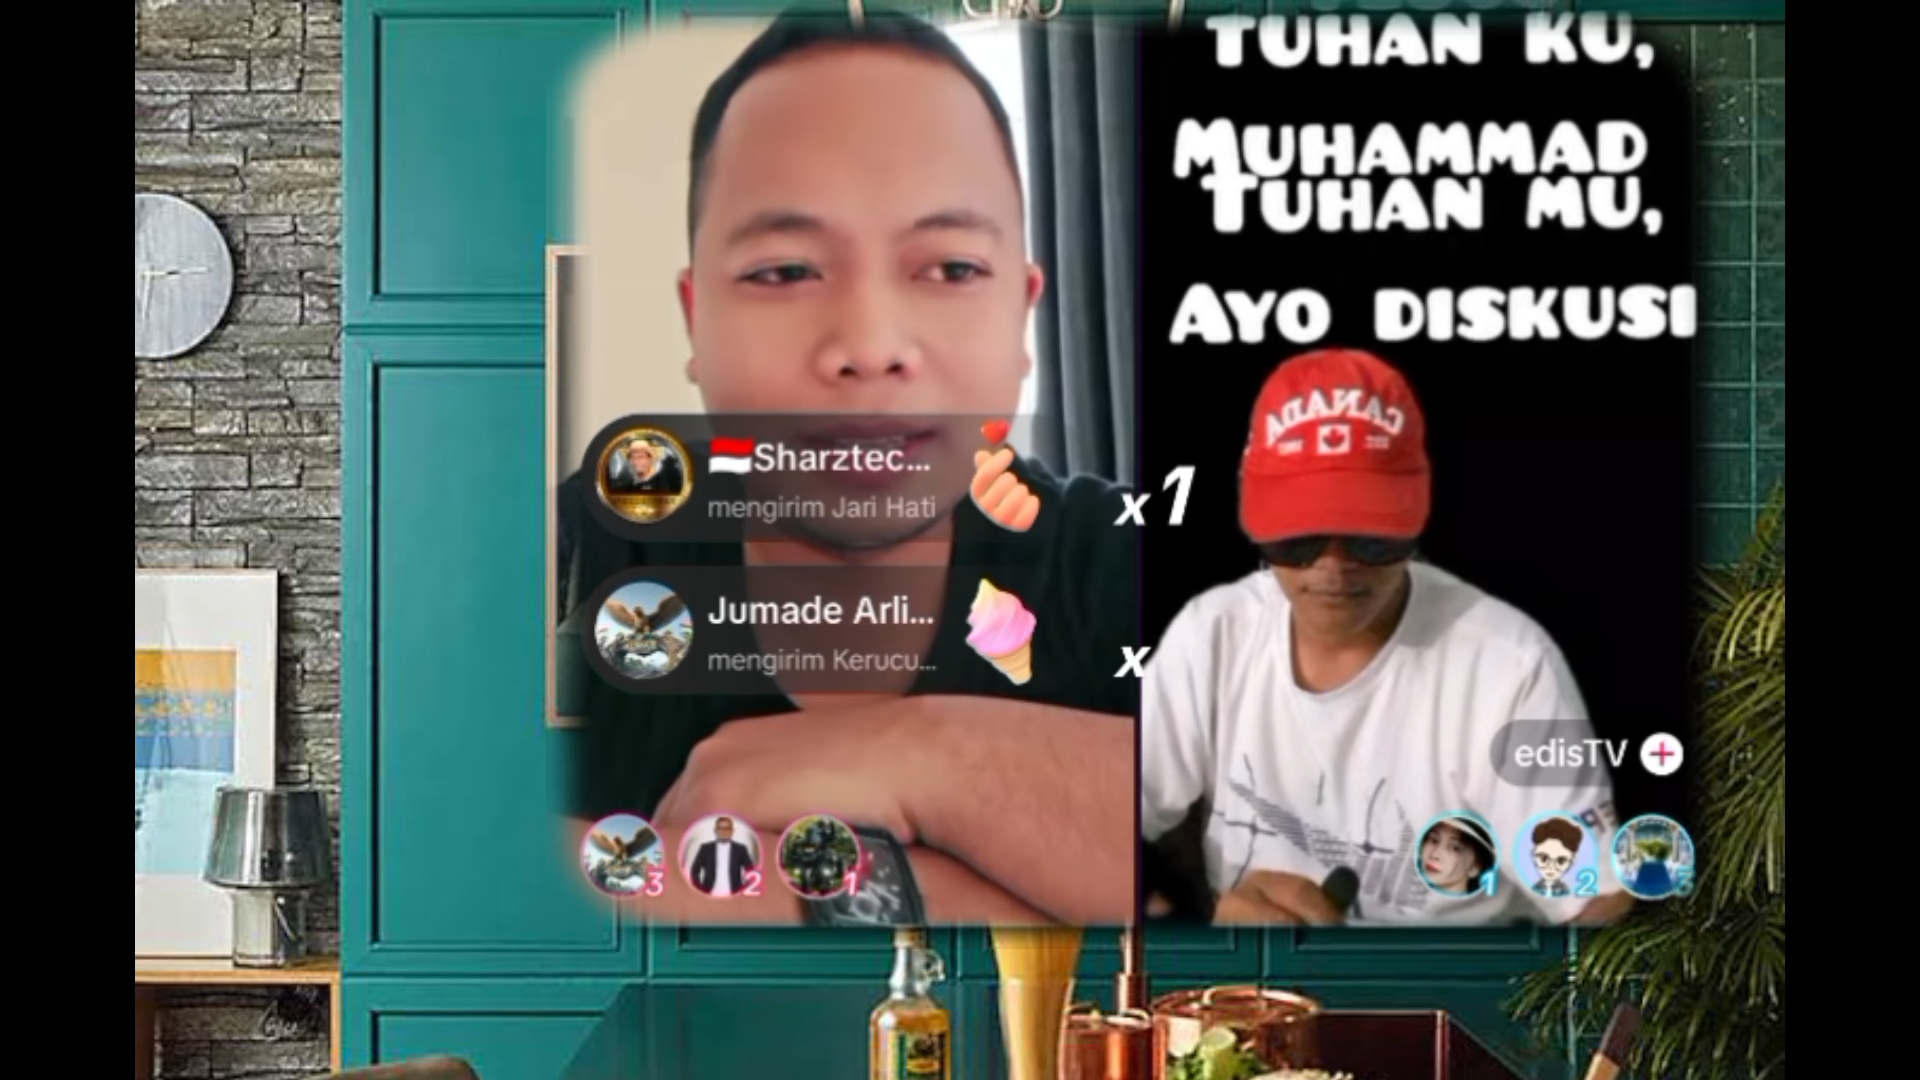 TUHAN KU,
MUHAMMAD
TUHAN MU,
AYO DISKUSI
CANADA
Sharztec...
mengirim Jari Hati
x1
Jumade Arli...
mengirim Kerucu...
x
edisTV
3
2
1
1
2
3